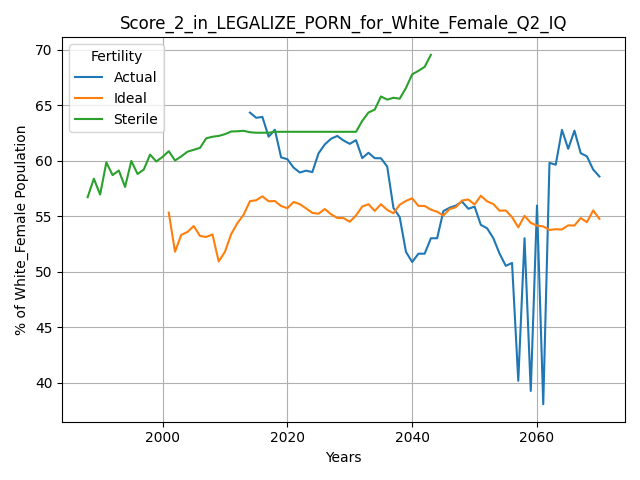 Score_2_in_LEGALIZE_PORN_for_White_Female_Q2_IQ
70
65
60
55
50
45
40
% of White_Female Population
Fertility
Actual
Ideal
Sterile
2000
2020
2040
2060
Years